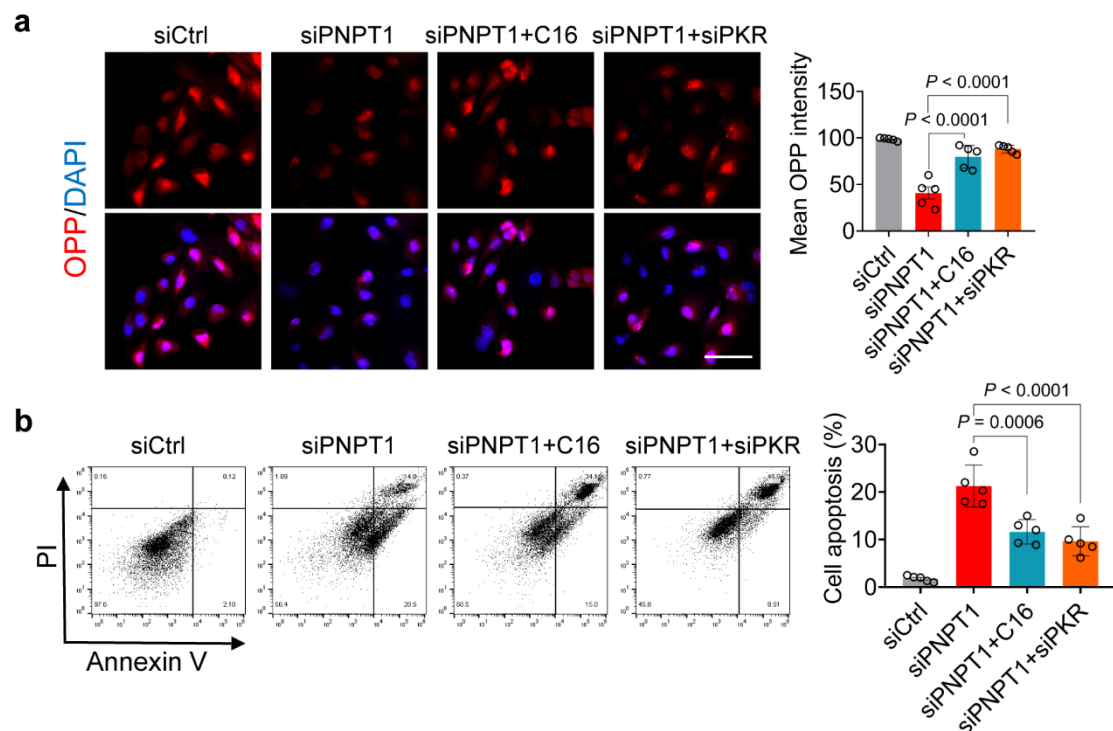 a
siCtrl siPNPT1 siPNPT1+C16 siPNPT1+siPKR
OPP/DAPI
P < 0.0001
P < 0.0001
Mean OPP intensity
150
100
50
0
siCtrl
siPNPT1
siPNPT1+C16
siPNPT1+siPKR
b
siCtrl siPNPT1 siPNPT1+C16 siPNPT1+siPKR
PI
Annexin V
0.16 0.12
97.6 2.10
1.09 14.0
56.4 28.5
0.37
50.5 15.0
0.77 45.0
45.8 8.51
P < 0.0001
P = 0.0006
Cell apoptosis (%)
30
20
10
0
siCtrl
siPNPT1
siPNPT1+C16
siPNPT1+siPKR